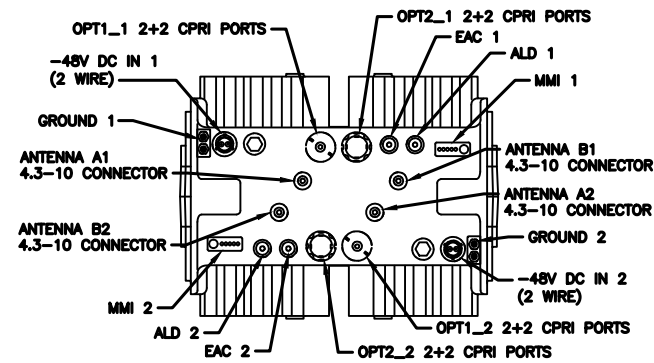 OPT2_1 2+2 CPRI PORTS
OPT1_1 2+2 CPRI PORTS
EAC 1
ALD 1
-48V DC IN 1
(2 WIRE)
MMI 1
GROUND 1
ANTENNA A1
4.3-10 CONNECTOR
ANTENNA B1
4.3-10 CONNECTOR
ANTENNA A2
4.3-10 CONNECTOR
ANTENNA B2
4.3-10 CONNECTOR
GROUND 2
-48V DC IN 2
(2 WIRE)
MMI 2
ALD 2
OPT1_2 2+2 CPRI PORTS
EAC 2
OPT2_2 2+2 CPRI PORTS